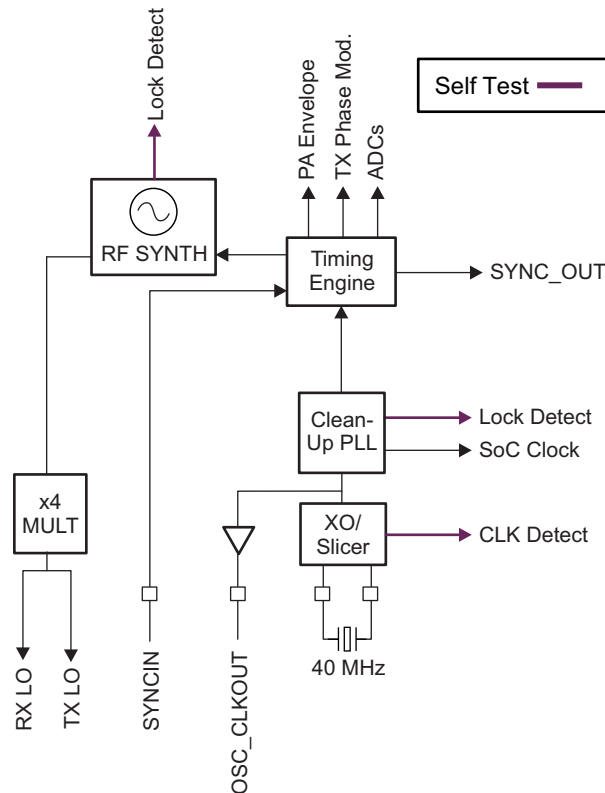 Lock Detect
PA Envelope
TX Phase Mod.
ADCs
Self Test
RF SYNTH
Timing
Engine
SYNC_OUT
Clean-
Up PLL
Lock Detect
SoC Clock
x4
MULT
XO/
Slicer
CLK Detect
40 MHz
RX LO
TX LO
SYNCIN
OSC_CLKOUT